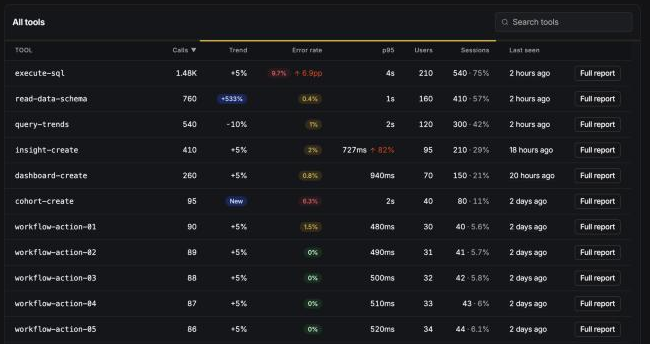 All tools
Search tools
TOOL Calls ▼ Trend Error rate p95 Users Sessions Last seen
execute-sql 1.48K +5% 9.7% ↑ 6.9pp 4s 210 540 · 75% 2 hours ago Full report
read-data-schema 760 +533% 0.4% 1s 160 410 · 57% 2 hours ago Full report
query-trends 540 -10% 1% 2s 120 300 · 42% 2 hours ago Full report
insight-create 410 +5% 2% 727ms ↑ 82% 95 210 · 29% 18 hours ago Full report
dashboard-create 260 +5% 0.8% 940ms 70 150 · 21% 20 hours ago Full report
cohort-create 95 New 6.3% 2s 40 80 · 11% 2 days ago Full report
workflow-action-01 90 +5% 1.5% 480ms 30 40 · 5.6% 2 days ago Full report
workflow-action-02 89 +5% 0% 490ms 31 41 · 5.7% 2 days ago Full report
workflow-action-03 88 +5% 0% 500ms 32 42 · 5.8% 2 days ago Full report
workflow-action-04 87 +5% 0% 510ms 33 43 · 6% 2 days ago Full report
workflow-action-05 86 +5% 0% 520ms 34 44 · 6.1% 2 days ago Full report